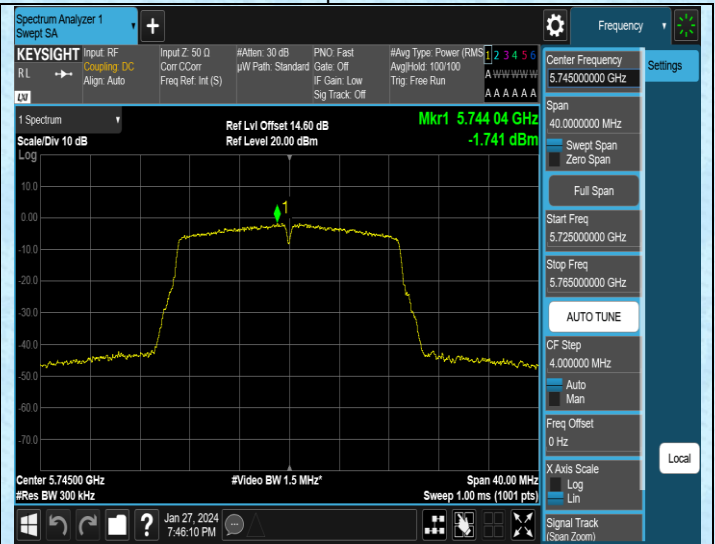 Spectrum Analyzer 1
Swept SA
Frequency
KEYSIGHT
RL
LXI
Input: RF
Coupling: DC
Align: Auto
Input Z: 50 Ω
Corr CCorr
Freq Ref: Int (S)
#Atten: 30 dB
µW Path: Standard
PNO: Fast
Gate: Off
IF Gain: Low
Sig Track: Off
#Avg Type: Power (RMS
Avg|Hold: 100/100
Trig: Free Run
1 2 3 4 5 6
A W W W W W
A A A A A A
1 Spectrum
Scale/Div 10 dB
Ref Lvl Offset 14.60 dB
Ref Level 20.00 dBm
Mkr1 5.744 04 GHz
-1.741 dBm
Log
10.0
0.00
-10.0
-20.0
-30.0
-40.0
-50.0
-60.0
-70.0
1
Center 5.74500 GHz
#Res BW 300 kHz
#Video BW 1.5 MHz*
Span 40.00 MHz
Sweep 1.00 ms (1001 pts)
Center Frequency
5.745000000 GHz
Settings
Span
40.0000000 MHz
Swept Span
Zero Span
Full Span
Start Freq
5.725000000 GHz
Stop Freq
5.765000000 GHz
AUTO TUNE
CF Step
4.000000 MHz
Auto
Man
Freq Offset
0 Hz
X Axis Scale
Log
Lin
Local
Signal Track
(Span Zoom)
?
Jan 27, 2024
7:46:10 PM